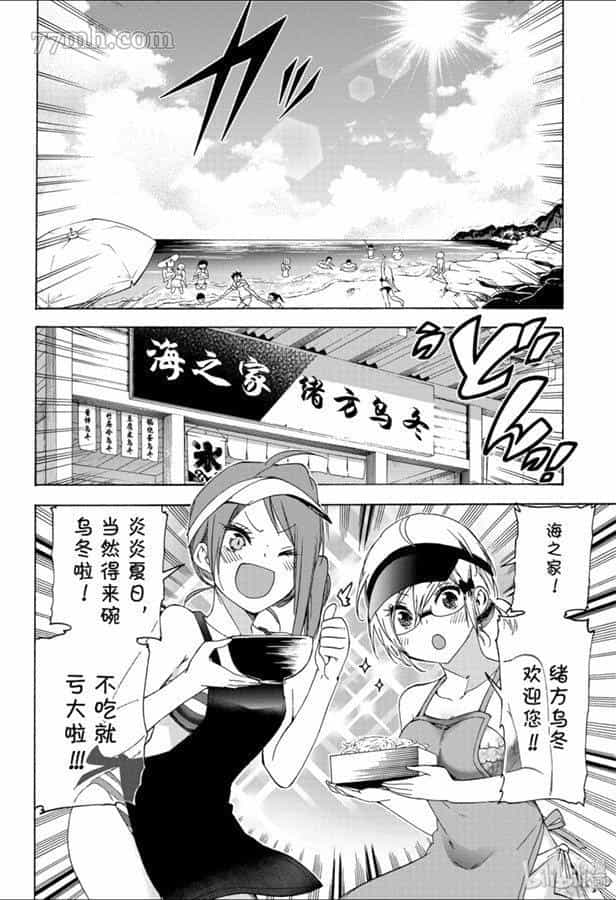 77mh.com
カッ
海之家 绪方乌冬
冰
どどん!!
海之家!
绪方乌冬
欢迎您!!
炎炎夏日,
当然得来碗
乌冬啦!
不吃就
亏大啦!!!
bilibili